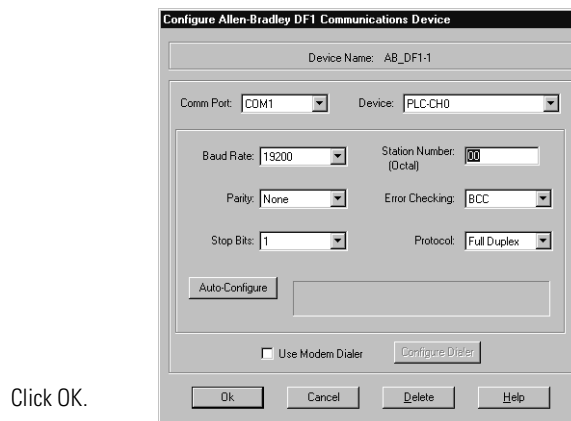 Configure Allen-Bradley DF1 Communications Device
Device Name: AB_DF1-1
Comm Port: COM1 Device: PLC-CH0
Baud Rate: 19200 Station Number: 00
(Octal)
Parity: None Error Checking: BCC
Stop Bits: 1 Protocol: Full Duplex
Auto-Configure
Use Modem Dialer Configure Dialer
Click OK.
Ok Cancel Delete Help